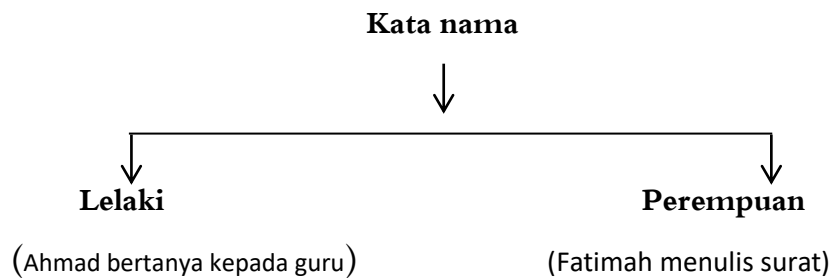 Kata nama
Lelaki Perempuan
(Ahmad bertanya kepada guru) (Fatimah menulis surat)